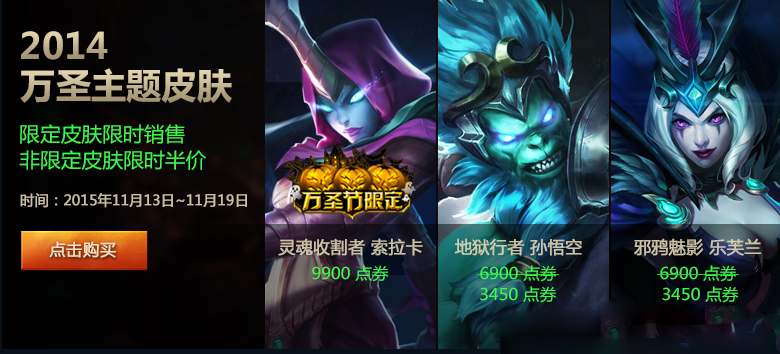 2014
万圣主题皮肤
限定皮肤限时销售
非限定皮肤限时半价
时间：2015年11月13日~11月19日
点击购买
万圣节限定
灵魂收割者 索拉卡
9900 点券
地狱行者 孙悟空
6900 点券
3450 点券
邪鸦魅影 乐芙兰
6900 点券
3450 点券